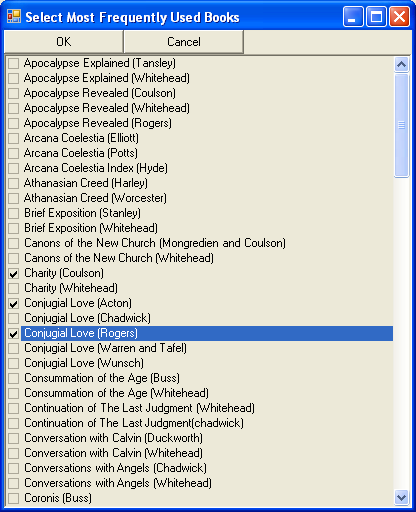 Select Most Frequently Used Books
OK Cancel
Apocalypse Explained (Tansley)
Apocalypse Explained (Whitehead)
Apocalypse Revealed (Coulson)
Apocalypse Revealed (Whitehead)
Apocalypse Revealed (Rogers)
Arcana Coelestia (Elliott)
Arcana Coelestia (Potts)
Arcana Coelestia Index (Hyde)
Athanasian Creed (Harley)
Athanasian Creed (Worcester)
Brief Exposition (Stanley)
Brief Exposition (Whitehead)
Canons of the New Church (Mongredien and Coulson)
Canons of the New Church (Whitehead)
Charity (Coulson)
Charity (Whitehead)
Conjugial Love (Acton)
Conjugial Love (Chadwick)
Conjugial Love (Rogers)
Conjugial Love (Warren and Tafel)
Conjugial Love (Wunsch)
Consummation of the Age (Buss)
Consummation of the Age (Whitehead)
Continuation of The Last Judgment (Whitehead)
Continuation of The Last Judgment(chadwick)
Conversation with Calvin (Duckworth)
Conversation with Calvin (Whitehead)
Conversations with Angels (Chadwick)
Conversations with Angels (Whitehead)
Coronis (Buss)